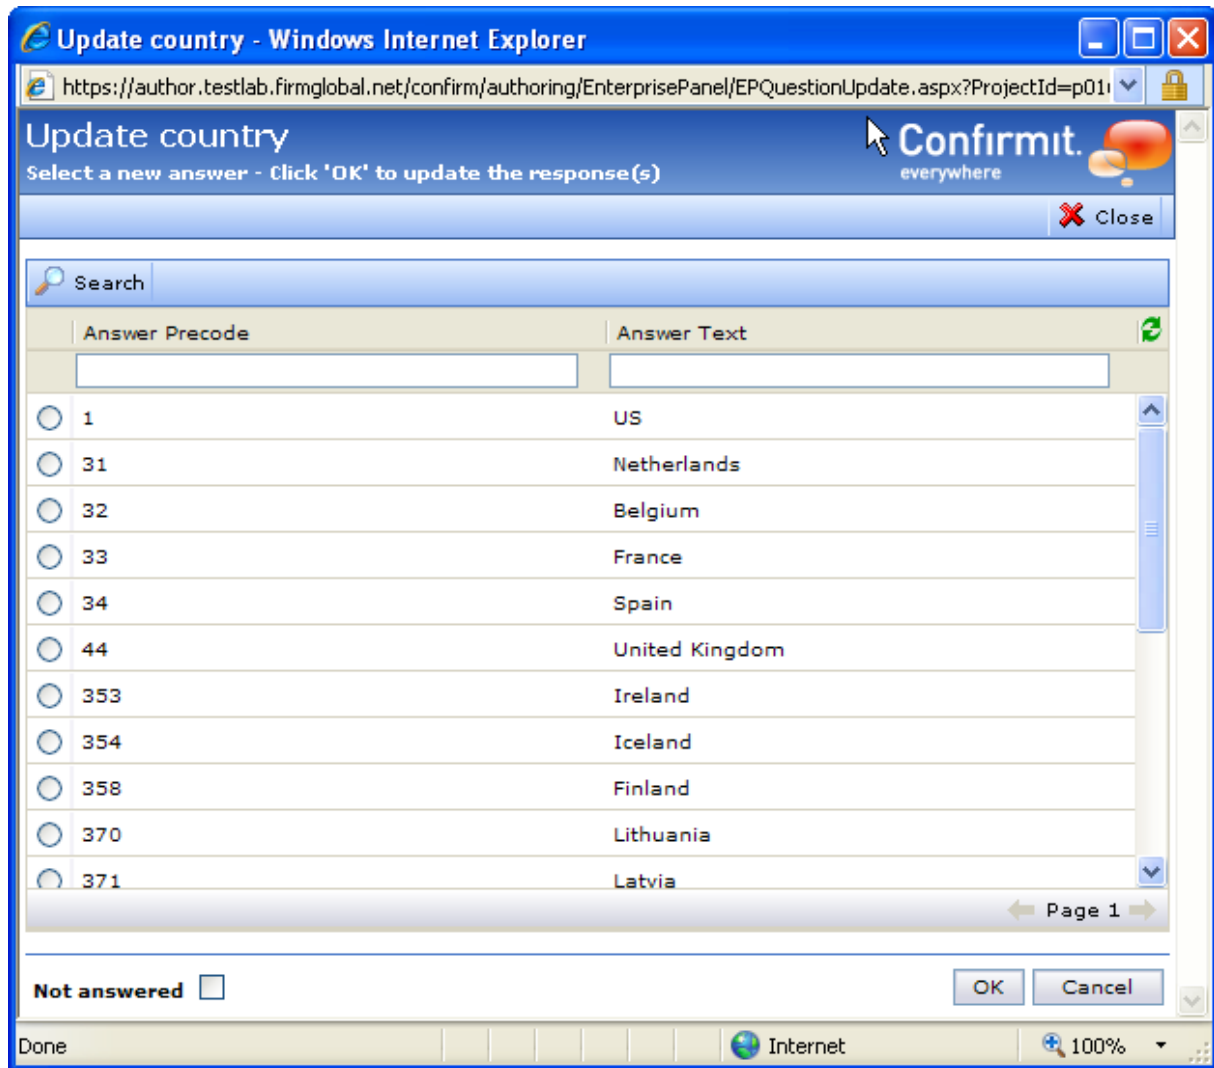 Update country - Windows Internet Explorer
https://author.testlab.firmglobal.net/confirm/authoring/EnterprisePanel/EPQuestionUpdate.aspx?ProjectId=p01
Update country
Confirmit.
Select a new answer - Click 'OK' to update the response(s)
everywhere
Close
Search
Answer Precode Answer Text
1 US
31 Netherlands
32 Belgium
33 France
34 Spain
44 United Kingdom
353 Ireland
354 Iceland
358 Finland
370 Lithuania
371 Latvia
Page 1
Not answered OK Cancel
Done Internet 100%